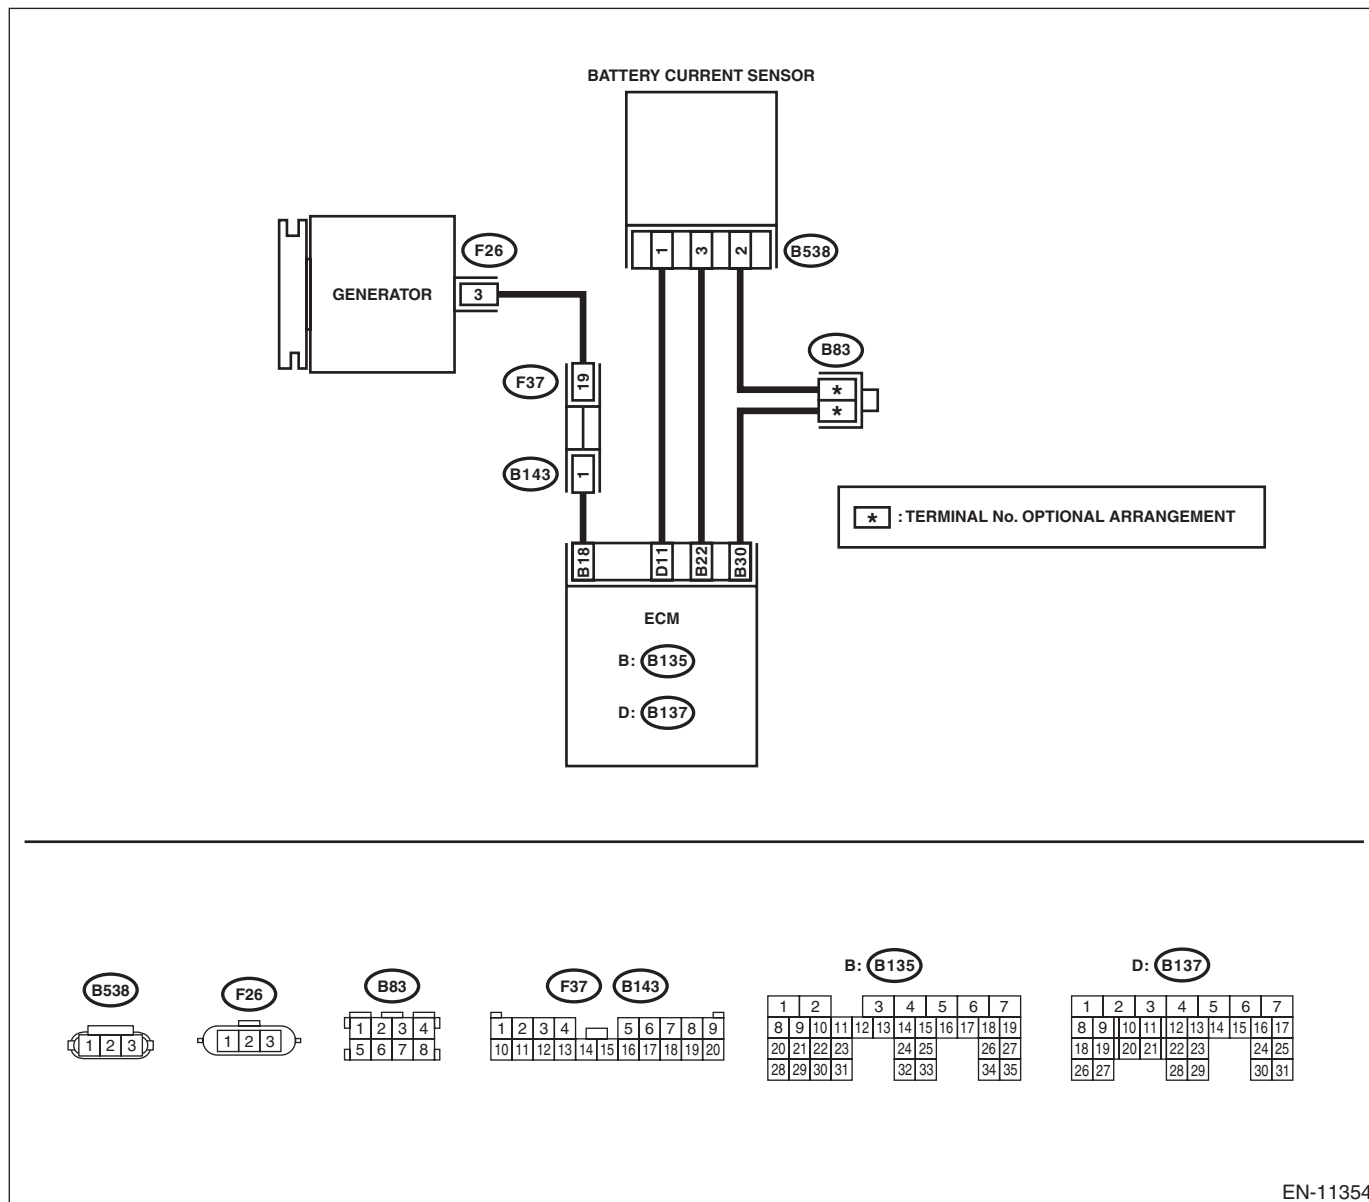 BATTERY CURRENT SENSOR
1 3 2
B538
F26
GENERATOR
3
B83
*
*
F37
19
B143
1
* : TERMINAL No. OPTIONAL ARRANGEMENT
B18 D11 B22 B30
ECM
B: B135
D: B137
B538
1 2 3
F26
1 2 3
B83
1 2 3 4
5 6 7 8
F37 B143
1 2 3 4 5 6 7 8 9
10 11 12 13 14 15 16 17 18 19 20
B: B135
1 2 3 4 5 6 7
8 9 10 11 12 13 14 15 16 17 18 19
20 21 22 23 24 25 26 27
28 29 30 31 32 33 34 35
D: B137
1 2 3 4 5 6 7
8 9 10 11 12 13 14 15 16 17
18 19 20 21 22 23 24 25
26 27 28 29 30 31
EN-11354